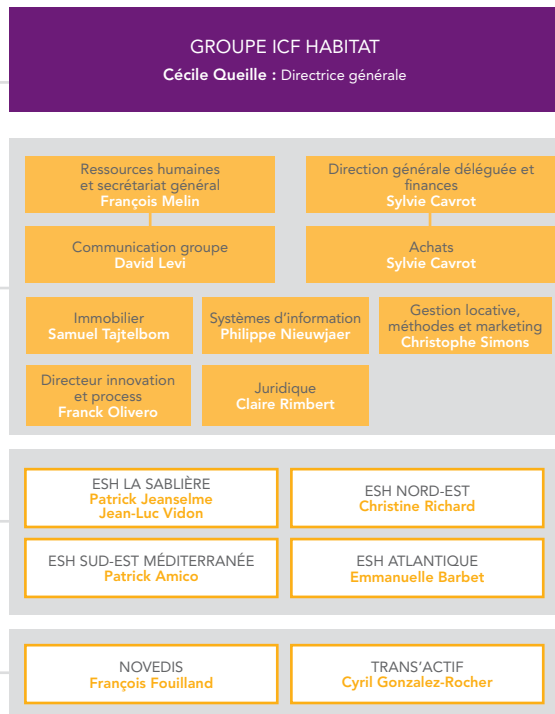 GROUPE ICF HABITAT
Cécile Queille : Directrice générale
Ressources humaines
et secrétariat général
François Melin
Direction générale déléguée et
finances
Sylvie Cavrot
Communication groupe
David Levi
Achats
Sylvie Cavrot
Immobilier
Samuel Tajtelbom
Systèmes d'information
Philippe Nieuwjaer
Gestion locative,
méthodes et marketing
Christophe Simons
Directeur innovation
et process
Franck Olivero
Juridique
Claire Rimbert
ESH LA SABLIÈRE
Patrick Jeanselme
Jean-Luc Vidon
ESH NORD-EST
Christine Richard
ESH SUD-EST MÉDITERRANÉE
Patrick Amico
ESH ATLANTIQUE
Emmanuelle Barbet
NOVEDIS
François Fouilland
TRANS'ACTIF
Cyril Gonzalez-Rocher